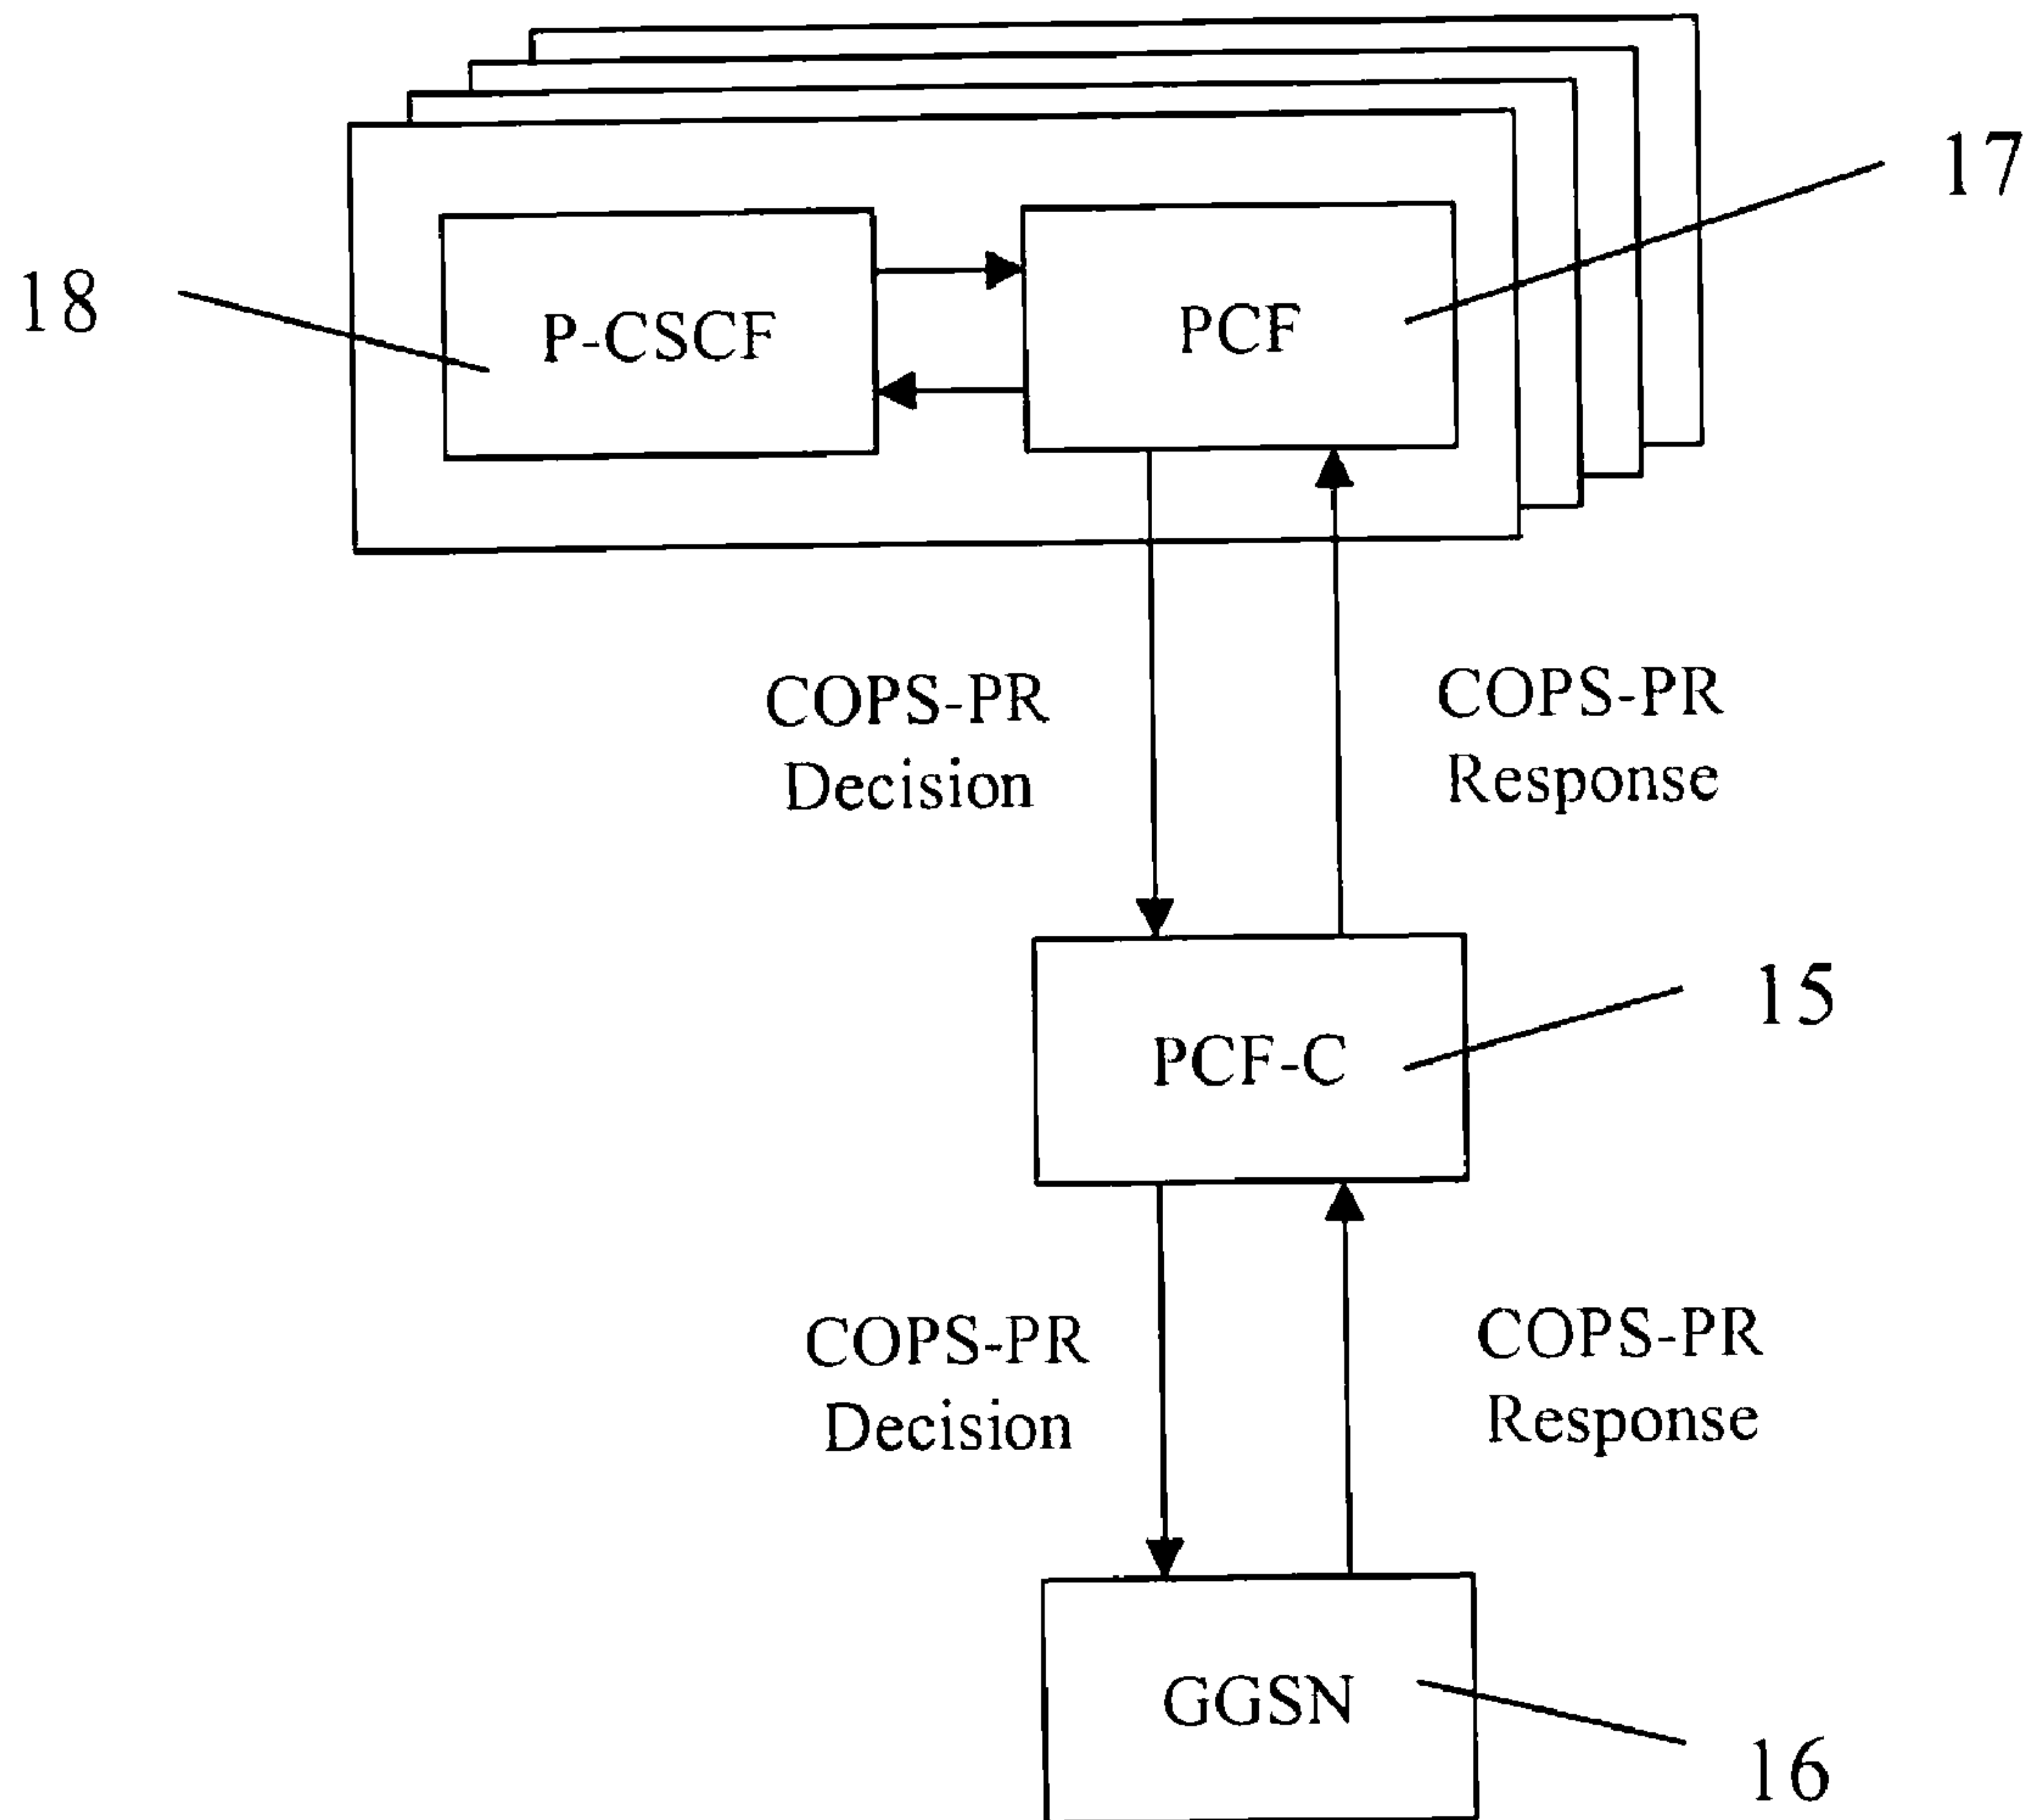 17
18
P-CSCF
PCF
COPS-PR
Decision
COPS-PR
Response
PCF-C
15
COPS-PR
Decision
COPS-PR
Response
GGSN
16